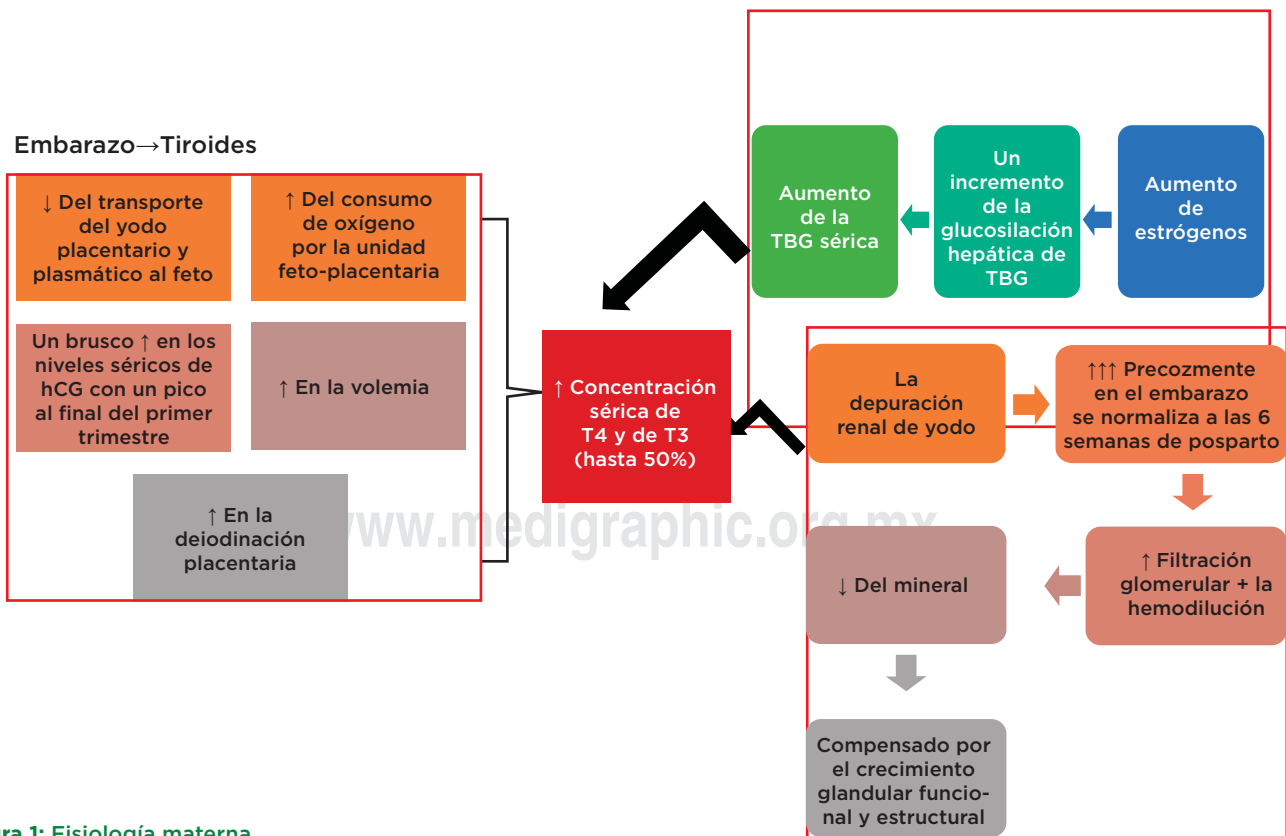 Embarazo→Tiroides
↓ Del transporte
del yodo
placentario y
plasmático al feto
↑ Del consumo
de oxígeno
por la unidad
feto-placentaria
Un brusco ↑ en los
niveles séricos de
hCG con un pico
al final del primer
trimestre
↑ En la volemia
↑ En la
deiodinación
placentaria
↑ Concentración
sérica de
T4 y de T3
(hasta 50%)
Aumento
de la
TBG sérica
Un
incremento
de la
glucosilación
hepática de
TBG
Aumento
de
estrógenos
La
depuración
renal de yodo
↑↑↑ Precozmente
en el embarazo
se normaliza a las 6
semanas de posparto
↓ Del mineral
↑ Filtración
glomerular + la
hemodilución
Compensado por
el crecimiento
glandular funcio-
nal y estructural
www.medigraphic.org.mx
ra 1: Fisiología materna